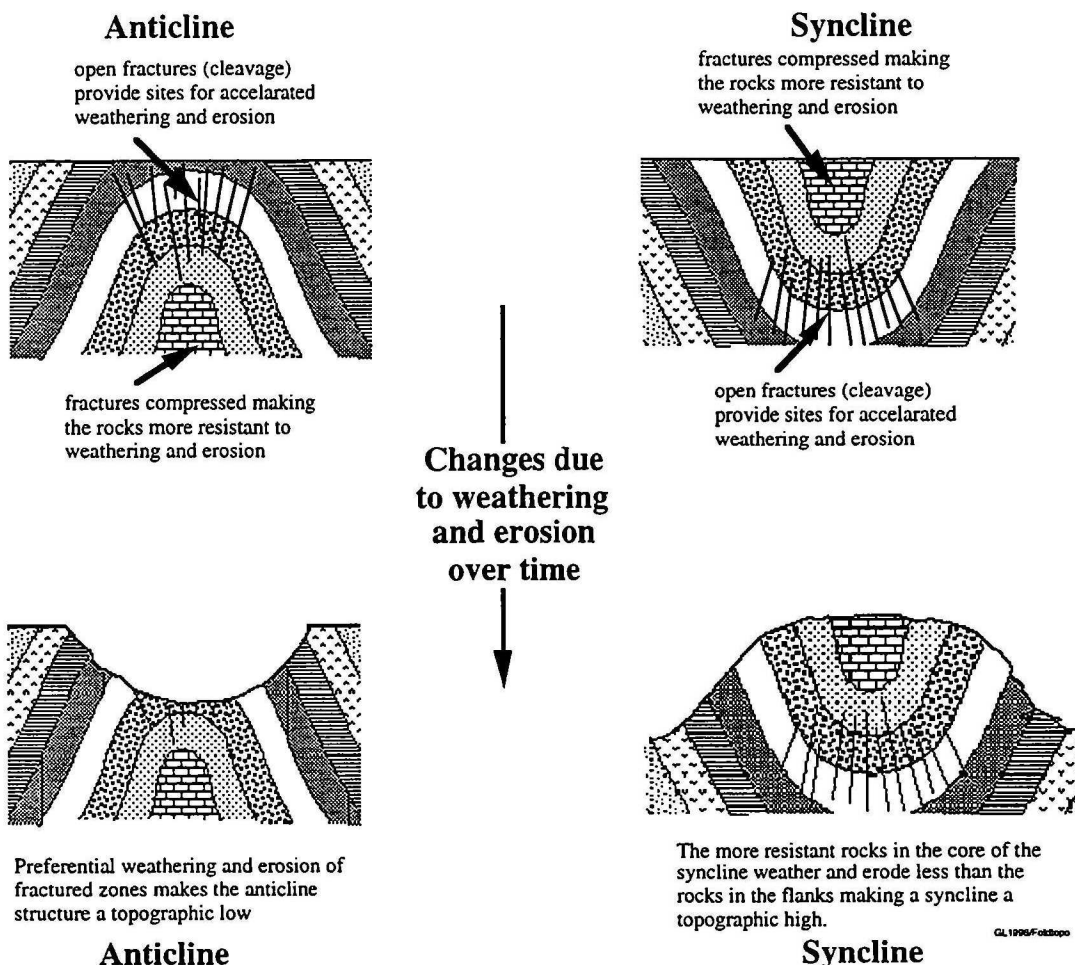 Anticline
open fractures (cleavage)
provide sites for accelarated
weathering and erosion
fractures compressed making
the rocks more resistant to
weathering and erosion
Syncline
fractures compressed making
the rocks more resistant to
weathering and erosion
open fractures (cleavage)
provide sites for accelarated
weathering and erosion
Changes due
to weathering
and erosion
over time
Preferential weathering and erosion of
fractured zones makes the anticline
structure a topographic low
Anticline
The more resistant rocks in the core of the
syncline weather and erode less than the
rocks in the flanks making a syncline a
topographic high.
GL1998/Foldtopo
Syncline